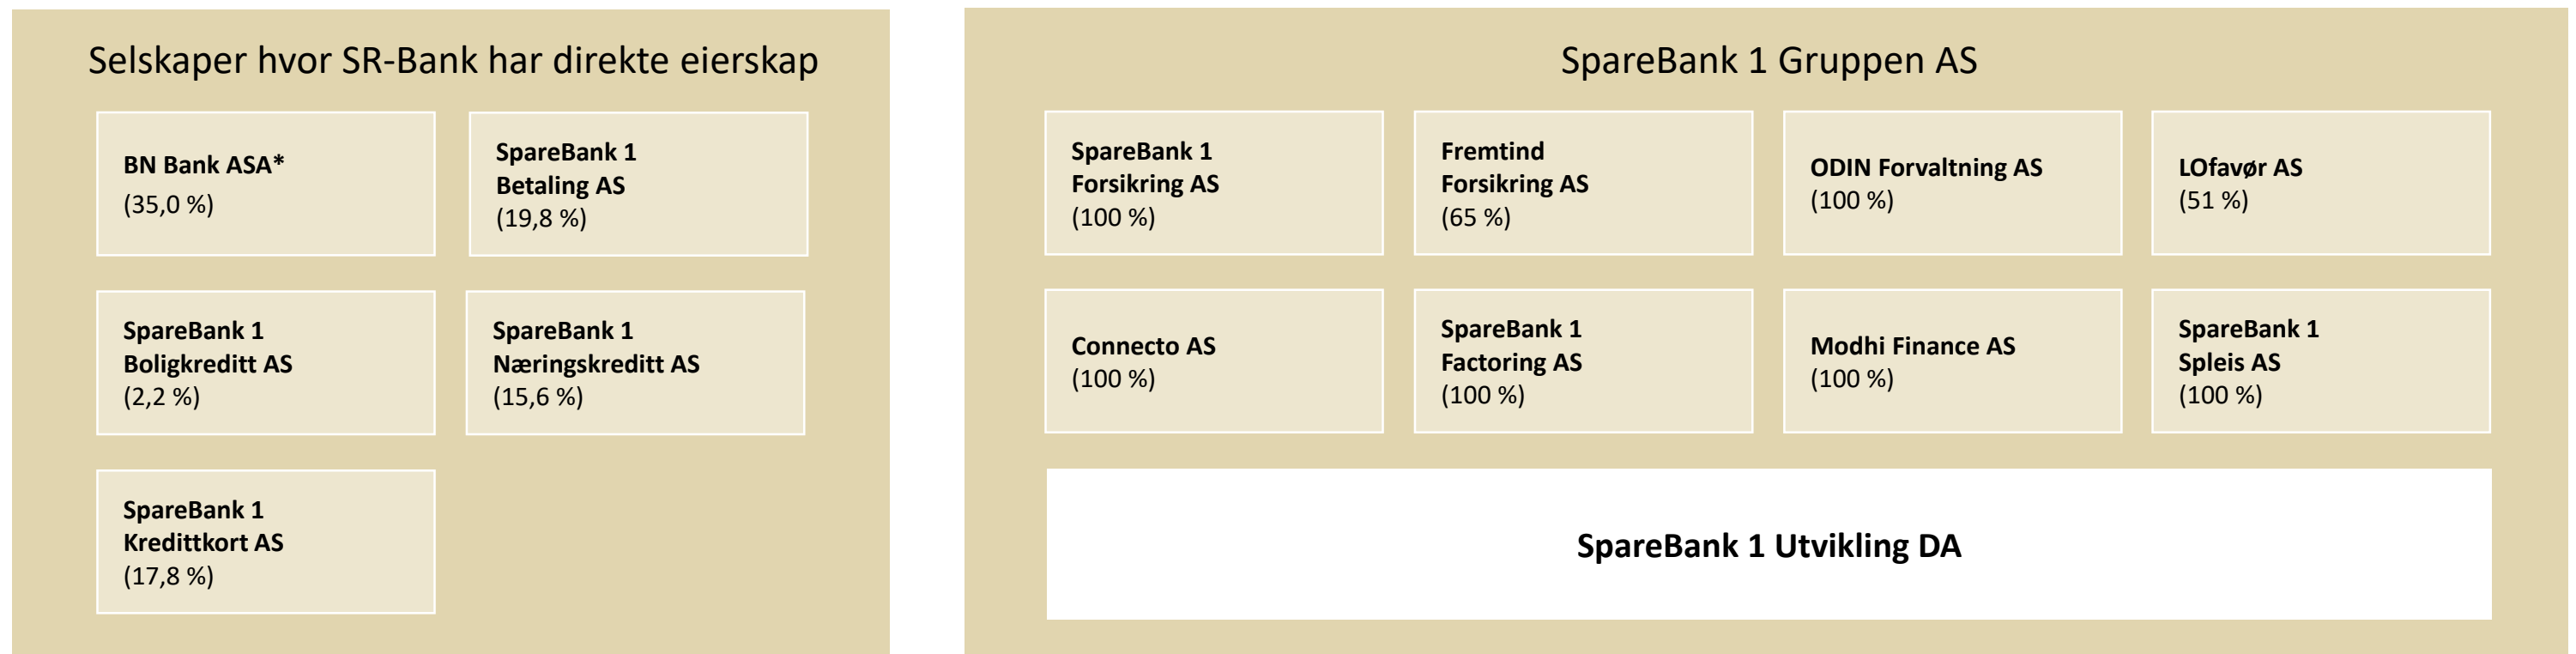 Selskaper hvor SR-Bank har direkte eierskap
BN Bank ASA*
(35,0 %)
SpareBank 1
Betaling AS
(19,8 %)
SpareBank 1
Boligkreditt AS
(2,2 %)
SpareBank 1
Næringskreditt AS
(15,6 %)
SpareBank 1
Kredittkort AS
(17,8 %)
SpareBank 1 Gruppen AS
SpareBank 1
Forsikring AS
(100 %)
Fremtind
Forsikring AS
(65 %)
ODIN Forvaltning AS
(100 %)
LOfavør AS
(51 %)
Connecto AS
(100 %)
SpareBank 1
Factoring AS
(100 %)
Modhi Finance AS
(100 %)
SpareBank 1
Spleis AS
(100 %)
SpareBank 1 Utvikling DA